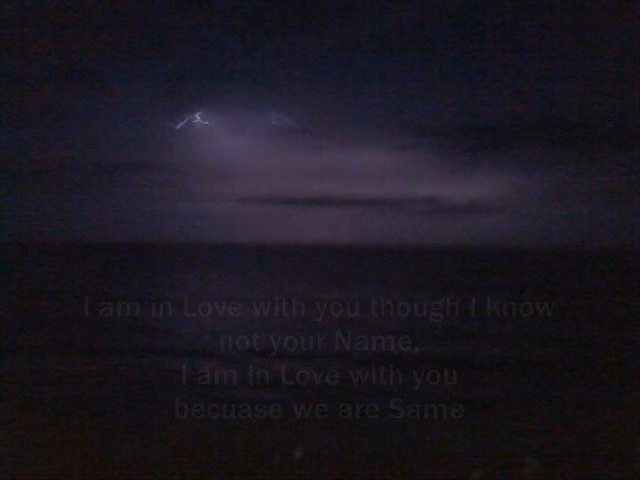 I am in Love with you though I know
not your Name,
I am in Love with you
becuase we are Same